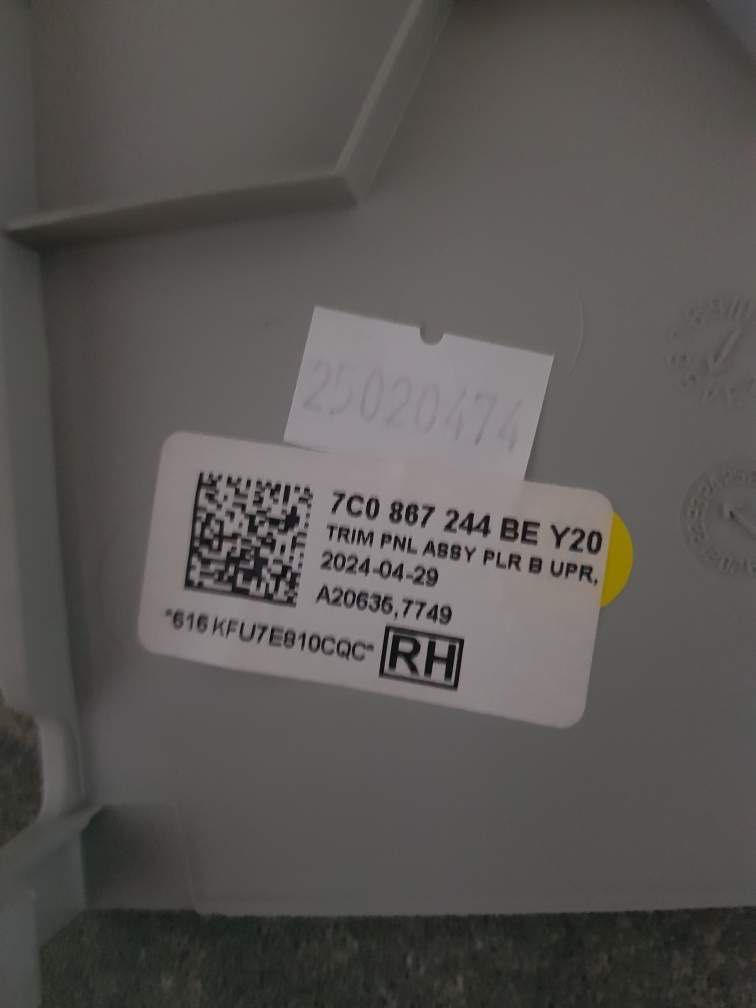 25020474
7C0 867 244 BE Y20
TRIM PNL ASSY PLR B UPR,
2024-04-29
A20635,7749
*616 KFU7E810CQC*
RH